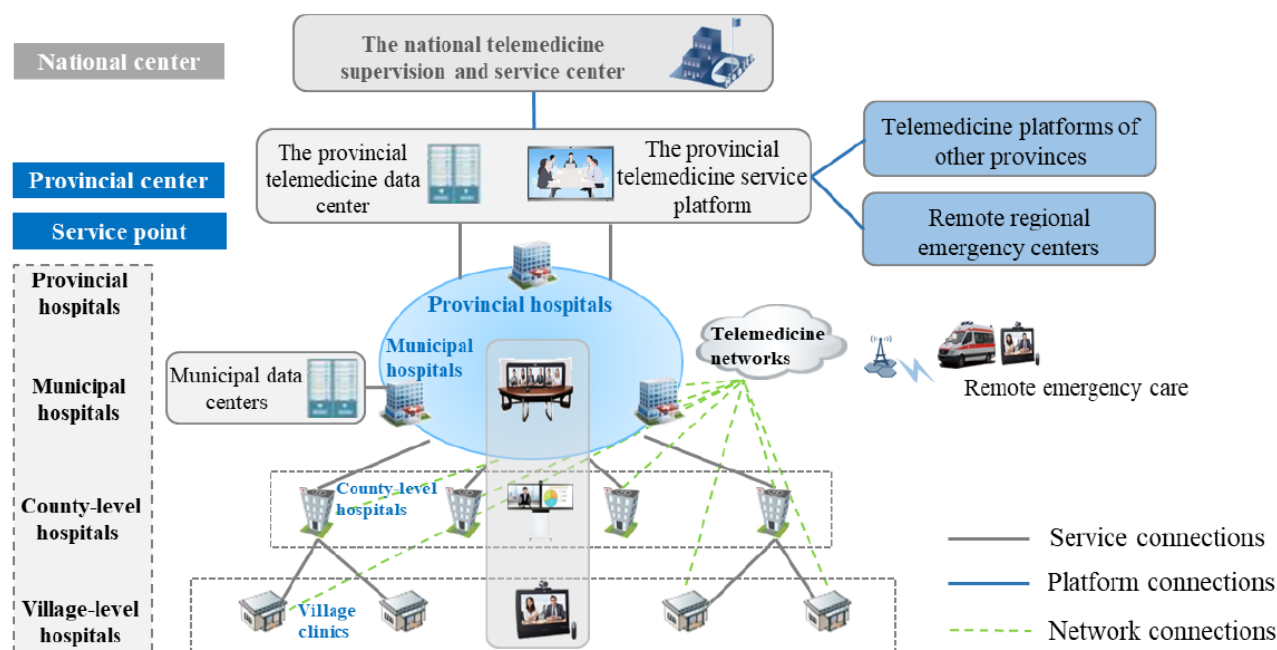 National center
The national telemedicine
supervision and service center
Provincial center
Service point
The provincial
telemedicine data
center
The provincial
telemedicine service
platform
Telemedicine platforms of
other provinces
Remote regional
emergency centers
Provincial
hospitals
Municipal
hospitals
County-level
hospitals
Village-level
hospitals
Provincial hospitals
Municipal
hospitals
Municipal data
centers
Telemedicine
networks
Remote emergency care
County-level
hospitals
Village
clinics
Service connections
Platform connections
Network connections